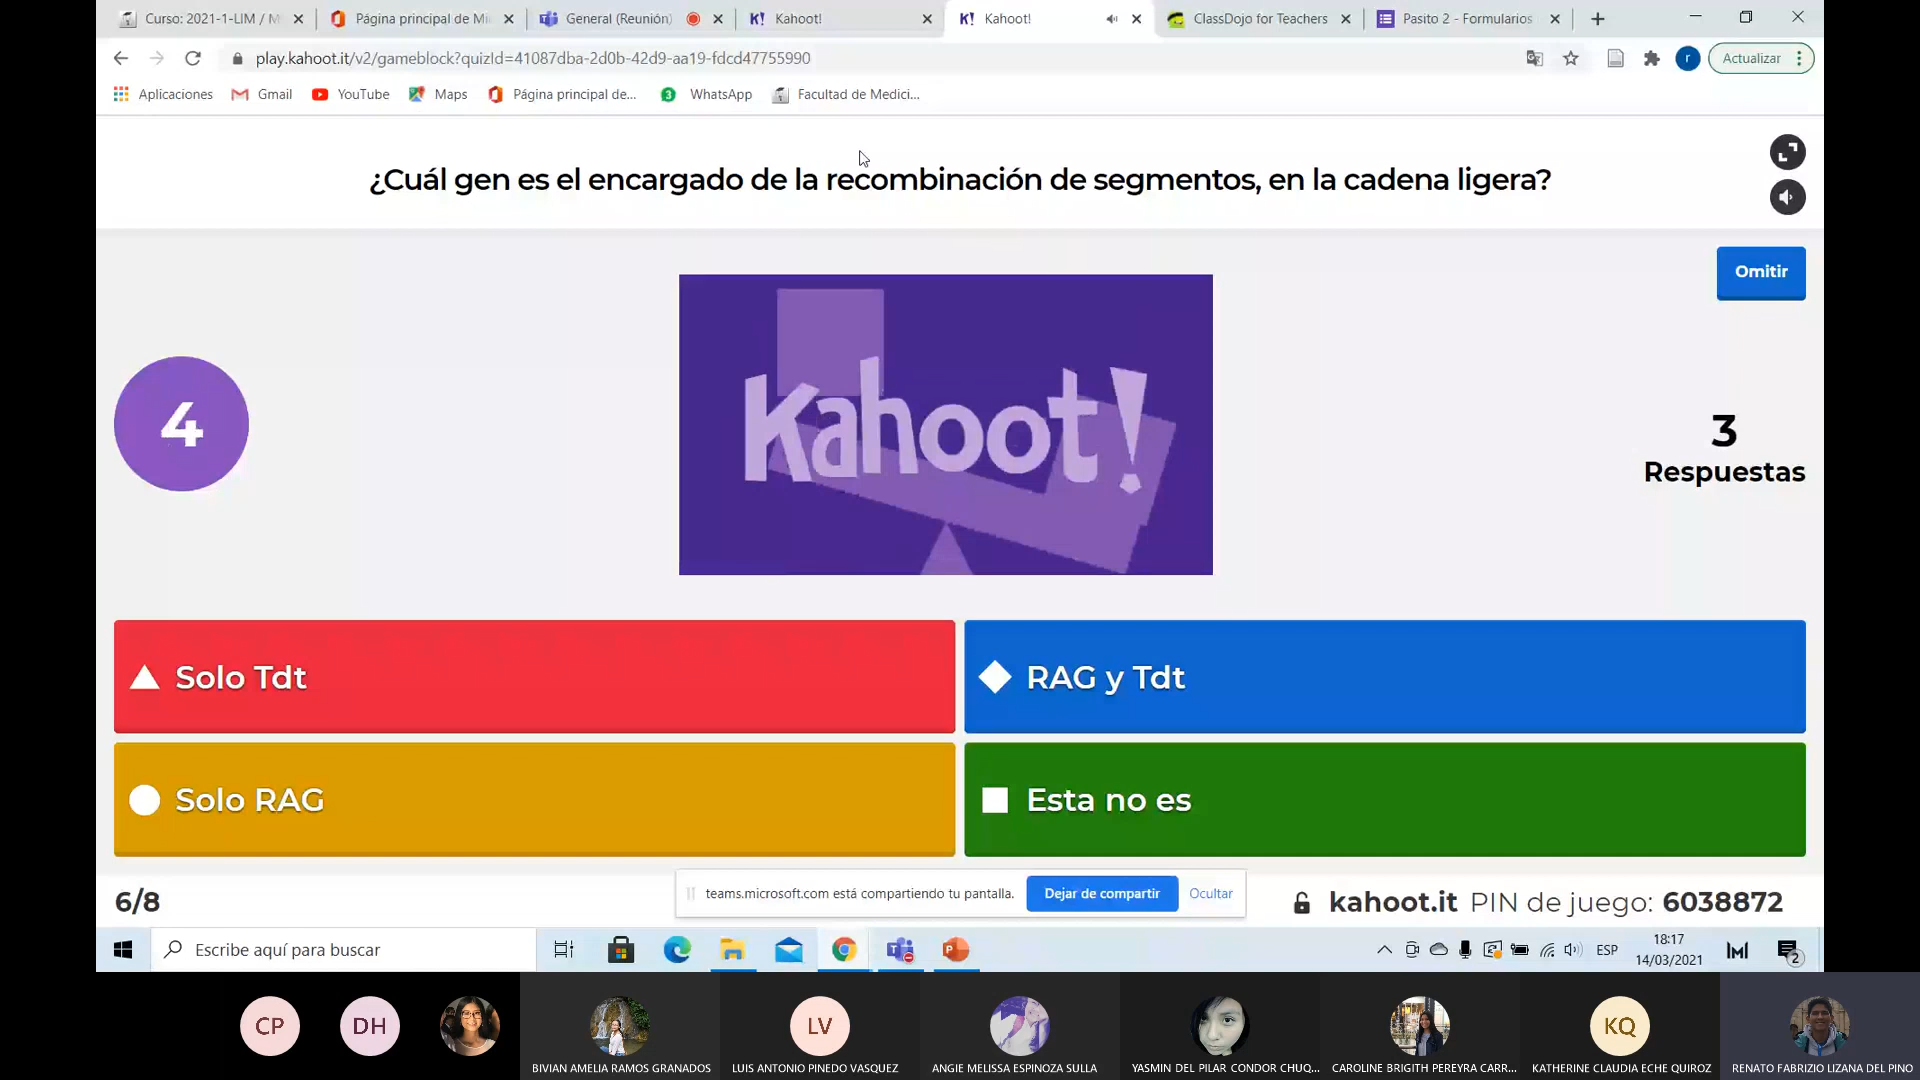 Curso: 2021-1-LIM / M
Página principal de Mi
General (Reunión)
Kahoot!
Kahoot!
ClassDojo for Teachers
Pasito 2 - Formularios
play.kahoot.it/v2/gameblock?quizId=41087dba-2d0b-42d9-aa19-fdcd47755990
Actualizar
Aplicaciones
Gmail
YouTube
Maps
Página principal de...
WhatsApp
Facultad de Medici...
¿Cuál gen es el encargado de la recombinación de segmentos, en la cadena ligera?
Omitir
4
Kahoot!
3
Respuestas
Solo Tdt
RAG y Tdt
Solo RAG
Esta no es
6/8
teams.microsoft.com está compartiendo tu pantalla.
Dejar de compartir
Ocultar
kahoot.it PIN de juego: 6038872
Escribe aquí para buscar
ESP
18:17
14/03/2021
2
CP
DH
LV
KQ
BIVIAN AMELIA RAMOS GRANADOS
LUIS ANTONIO PINEDO VASQUEZ
ANGIE MELISSA ESPINOZA SULLA
YASMIN DEL PILAR CONDOR CHUQ...
CAROLINE BRIGITH PEREYRA CARR...
KATHERINE CLAUDIA ECHE QUIROZ
RENATO FABRIZIO LIZANA DEL PINO